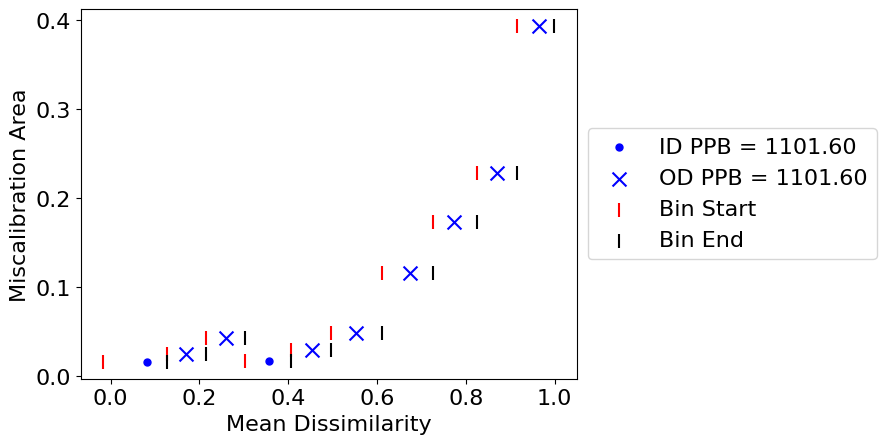 0.4
0.3
0.2
0.1
0.0
Miscalibration Area
0.0 0.2 0.4 0.6 0.8 1.0
Mean Dissimilarity
ID PPB = 1101.60
OD PPB = 1101.60
Bin Start
Bin End